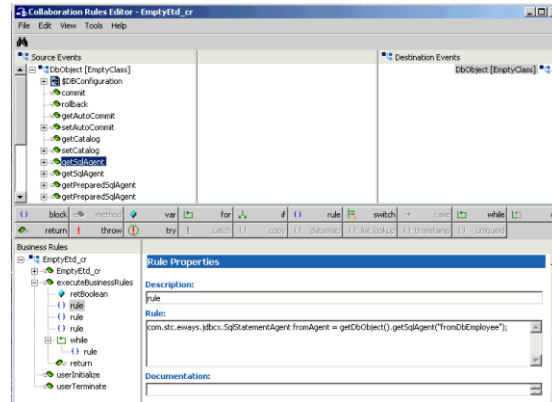 Collaboration Rules Editor - EmptyEtd_cr
File Edit View Tools Help
Source Events
Destination Events
DbObject [EmptyClass]
DbObject [EmptyClass]
$DBConfiguration
commit
rollback
getAutoCommit
setAutoCommit
getCatalog
setCatalog
getSqlAgent
getSqlAgent
getPreparedSqlAgent
getPreparedSqlAgent
block method var for if rule switch case while
return throw try catch copy datamap list lookup timestamp uniqueid
Business Rules
EmptyEtd_cr
EmptyEtd_cr
executeBusinessRules
retBoolean
rule
rule
rule
while
rule
return
userInitialize
userTerminate
Rule Properties
Description:
rule
Rule:
com.stc.eways.jdbcx.SqlStatementAgent fromAgent = getDbObject().getSqlAgent("fromDbEmployee");
Documentation: